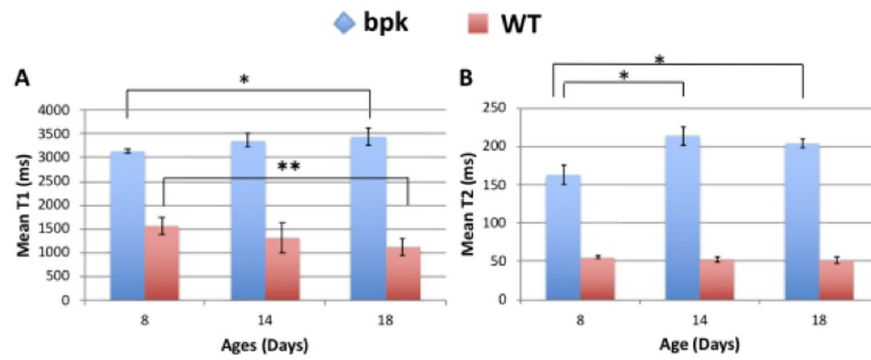 bpk WT
A
*
**
Mean T1 (ms)
4000
3500
3000
2500
2000
1500
1000
500
0
8 14 18
Ages (Days)
B
*
*
Mean T2 (ms)
250
200
150
100
50
0
8 14 18
Age (Days)